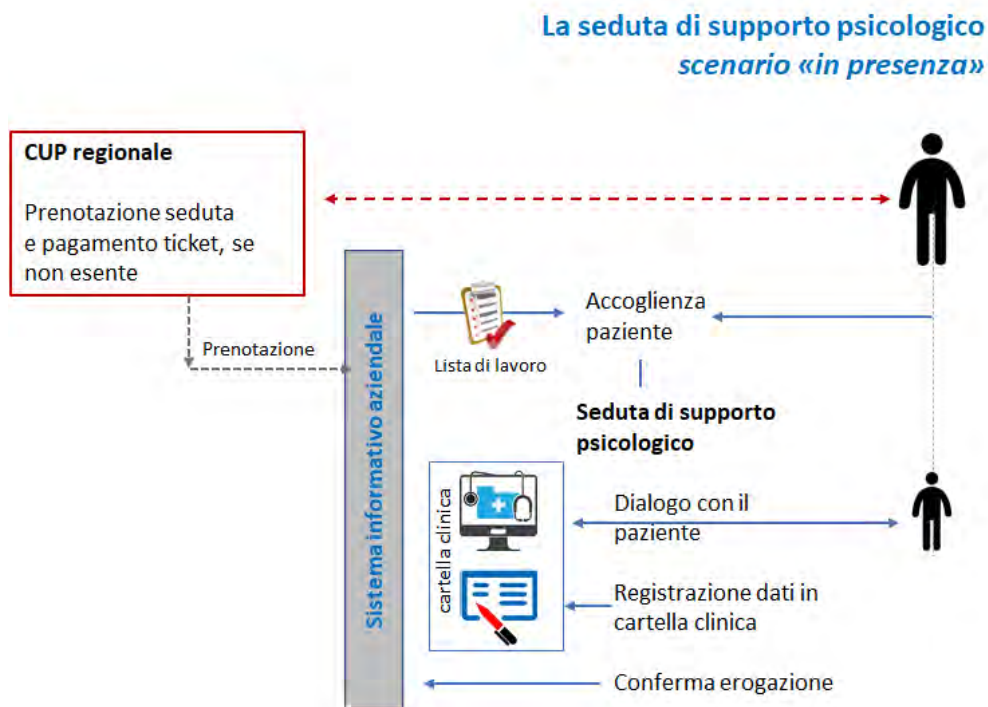 La seduta di supporto psicologico
scenario «in presenza»
CUP regionale
Prenotazione seduta
e pagamento ticket, se
non esente
Prenotazione
Sistema informativo aziendale
Lista di lavoro
Accoglienza
paziente
Seduta di supporto
psicologico
cartella clinica
Dialogo con il
paziente
Registrazione dati in
cartella clinica
Conferma erogazione